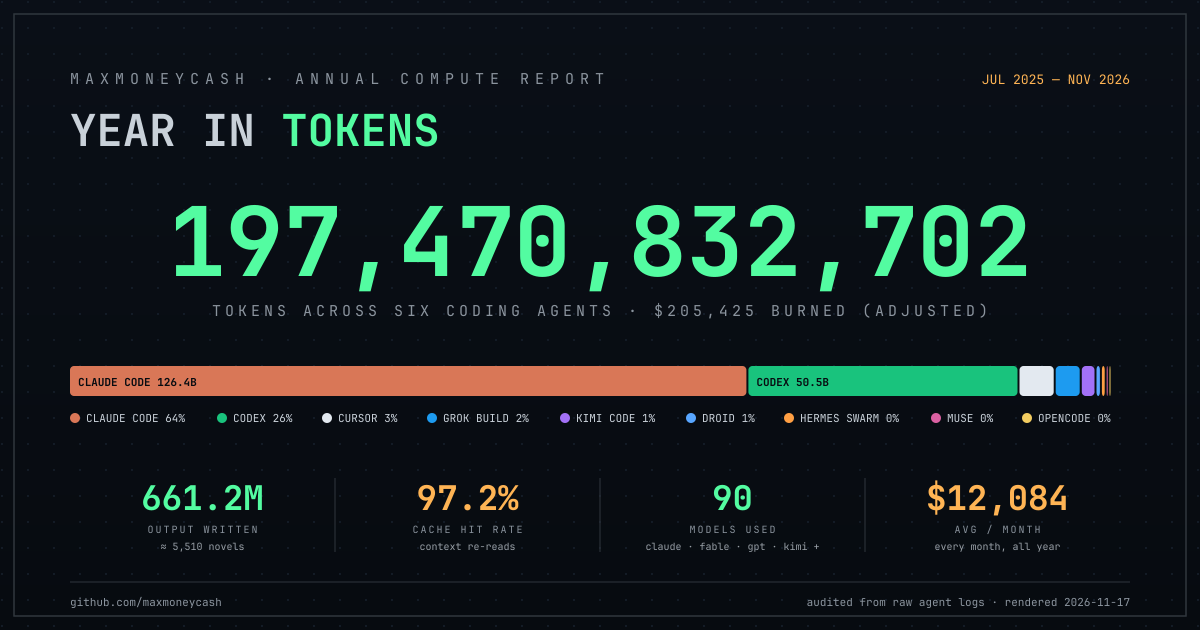 MAXMONEYCASH · ANNUAL COMPUTE REPORT
JUL 2025 — NOV 2026
YEAR IN TOKENS
197,470,832,702
TOKENS ACROSS SIX CODING AGENTS · $205,425 BURNED (ADJUSTED)
CLAUDE CODE 126.4B CODEX 50.5B
CLAUDE CODE 64% CODEX 26% CURSOR 3% GROK BUILD 2% KIMI CODE 1% DROID 1% HERMES SWARM 0% MUSE 0% OPENCODE 0%
661.2M 97.2% 90 $12,084
OUTPUT WRITTEN CACHE HIT RATE MODELS USED AVG / MONTH
≈ 5,510 novels context re-reads claude · fable · gpt · kimi + every month, all year
github.com/maxmoneycash audited from raw agent logs · rendered 2026-11-17